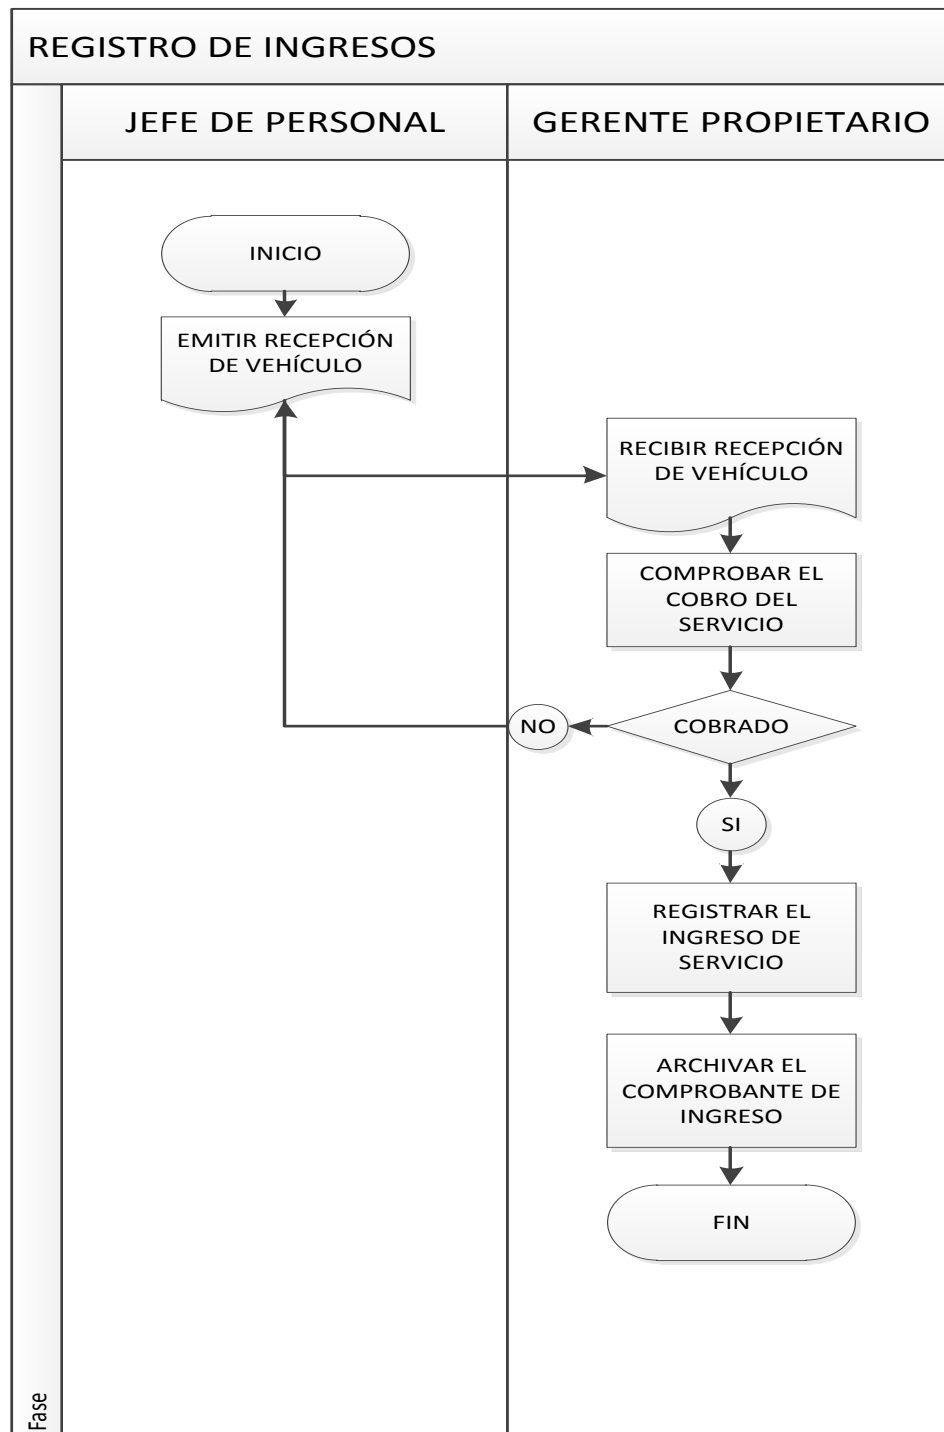 REGISTRO DE INGRESOS
JEFE DE PERSONAL
GERENTE PROPIETARIO
INICIO
EMITIR RECEPCIÓN
DE VEHÍCULO
RECIBIR RECEPCIÓN
DE VEHÍCULO
COMPROBAR EL
COBRO DEL
SERVICIO
COBRADO
NO
SI
REGISTRAR EL
INGRESO DE
SERVICIO
ARCHIVAR EL
COMPROBANTE DE
INGRESO
FIN
Fase